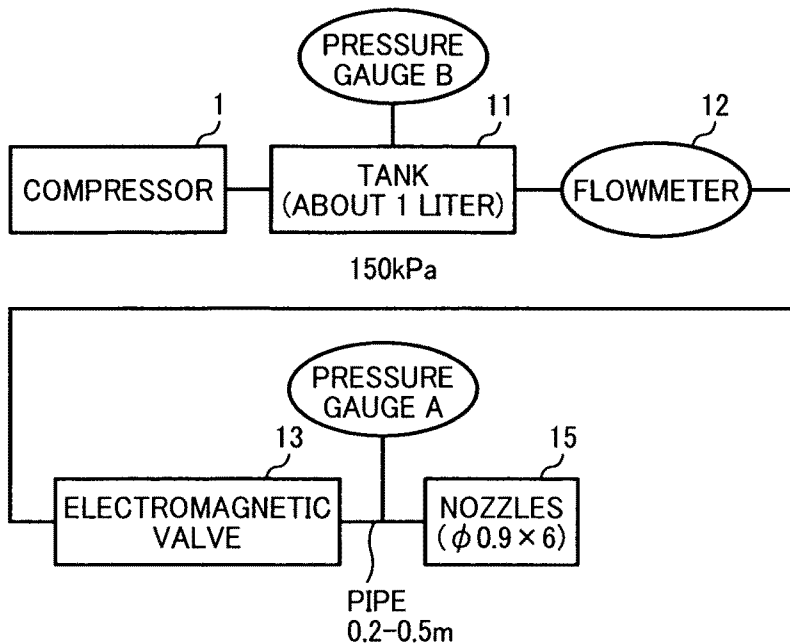 PRESSURE
GAUGE B
1
11
12
COMPRESSOR
TANK
(ABOUT 1 LITER)
FLOWMETER
150kPa
PRESSURE
GAUGE A
13
15
ELECTROMAGNETIC
VALVE
NOZZLES
(φ0.9×6)
PIPE
0.2-0.5m